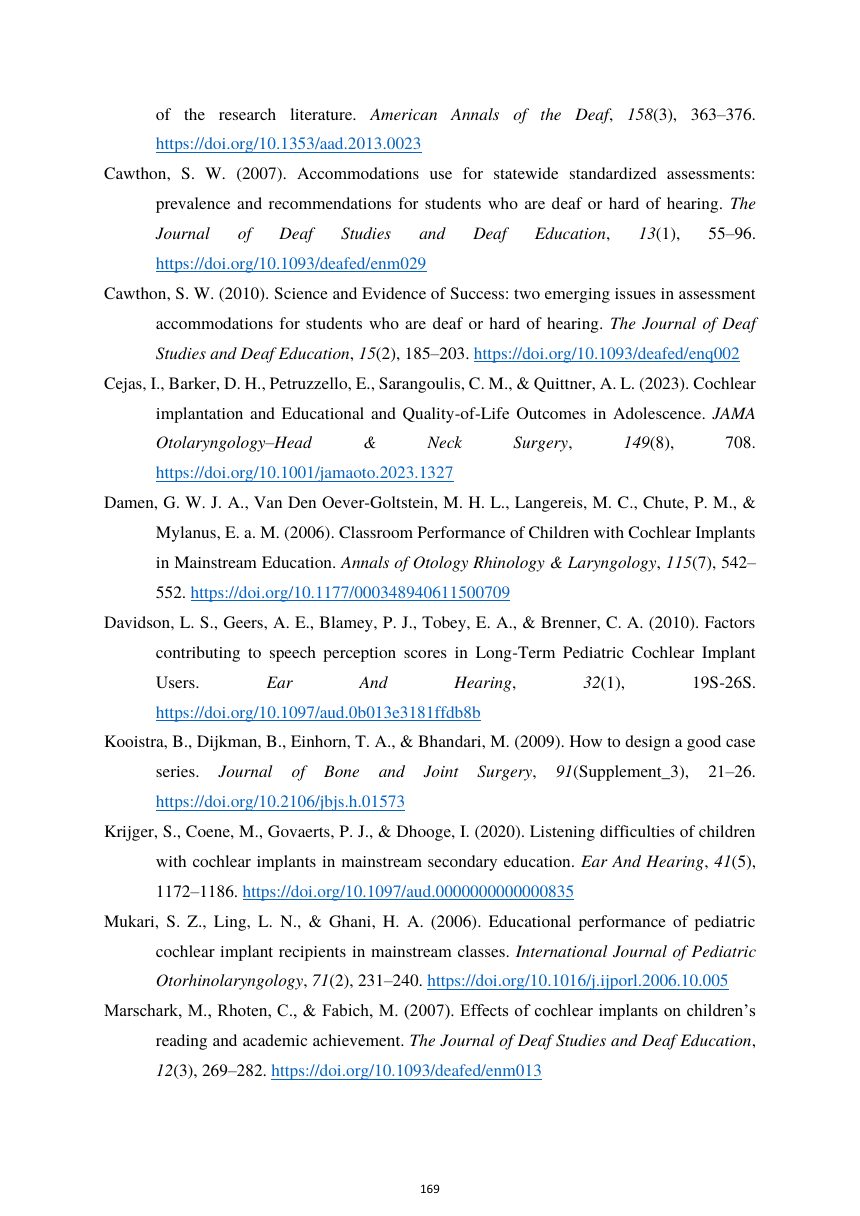 of the research literature. American Annals of the Deaf, 158(3), 363–376.
https://doi.org/10.1353/aad.2013.0023
Cawthon, S. W. (2007). Accommodations use for statewide standardized assessments:
prevalence and recommendations for students who are deaf or hard of hearing. The
Journal of Deaf Studies and Deaf Education, 13(1), 55–96.
https://doi.org/10.1093/deafed/enm029
Cawthon, S. W. (2010). Science and Evidence of Success: two emerging issues in assessment
accommodations for students who are deaf or hard of hearing. The Journal of Deaf
Studies and Deaf Education, 15(2), 185–203. https://doi.org/10.1093/deafed/enq002
Cejas, I., Barker, D. H., Petruzzello, E., Sarangoulis, C. M., & Quittner, A. L. (2023). Cochlear
implantation and Educational and Quality-of-Life Outcomes in Adolescence. JAMA
Otolaryngology–Head & Neck Surgery, 149(8), 708.
https://doi.org/10.1001/jamaoto.2023.1327
Damen, G. W. J. A., Van Den Oever-Goltstein, M. H. L., Langereis, M. C., Chute, P. M., &
Mylanus, E. a. M. (2006). Classroom Performance of Children with Cochlear Implants
in Mainstream Education. Annals of Otology Rhinology & Laryngology, 115(7), 542–
552. https://doi.org/10.1177/000348940611500709
Davidson, L. S., Geers, A. E., Blamey, P. J., Tobey, E. A., & Brenner, C. A. (2010). Factors
contributing to speech perception scores in Long-Term Pediatric Cochlear Implant
Users. Ear And Hearing, 32(1), 19S-26S.
https://doi.org/10.1097/aud.0b013e3181ffdb8b
Kooistra, B., Dijkman, B., Einhorn, T. A., & Bhandari, M. (2009). How to design a good case
series. Journal of Bone and Joint Surgery, 91(Supplement_3), 21–26.
https://doi.org/10.2106/jbjs.h.01573
Krijger, S., Coene, M., Govaerts, P. J., & Dhooge, I. (2020). Listening difficulties of children
with cochlear implants in mainstream secondary education. Ear And Hearing, 41(5),
1172–1186. https://doi.org/10.1097/aud.0000000000000835
Mukari, S. Z., Ling, L. N., & Ghani, H. A. (2006). Educational performance of pediatric
cochlear implant recipients in mainstream classes. International Journal of Pediatric
Otorhinolaryngology, 71(2), 231–240. https://doi.org/10.1016/j.ijporl.2006.10.005
Marschark, M., Rhoten, C., & Fabich, M. (2007). Effects of cochlear implants on children’s
reading and academic achievement. The Journal of Deaf Studies and Deaf Education,
12(3), 269–282. https://doi.org/10.1093/deafed/enm013
169